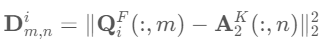 D^i_{m,n} = ‖Q^F_i(:,m) − A^K_2(:,n)‖^2_2